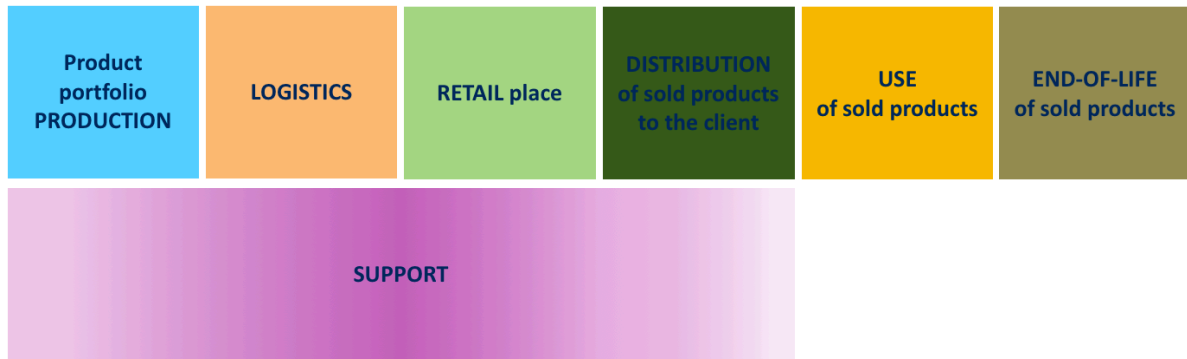 Product
portfolio
PRODUCTION
LOGISTICS
RETAIL place
DISTRIBUTION
of sold products
to the client
USE
of sold products
END-OF-LIFE
of sold products
SUPPORT